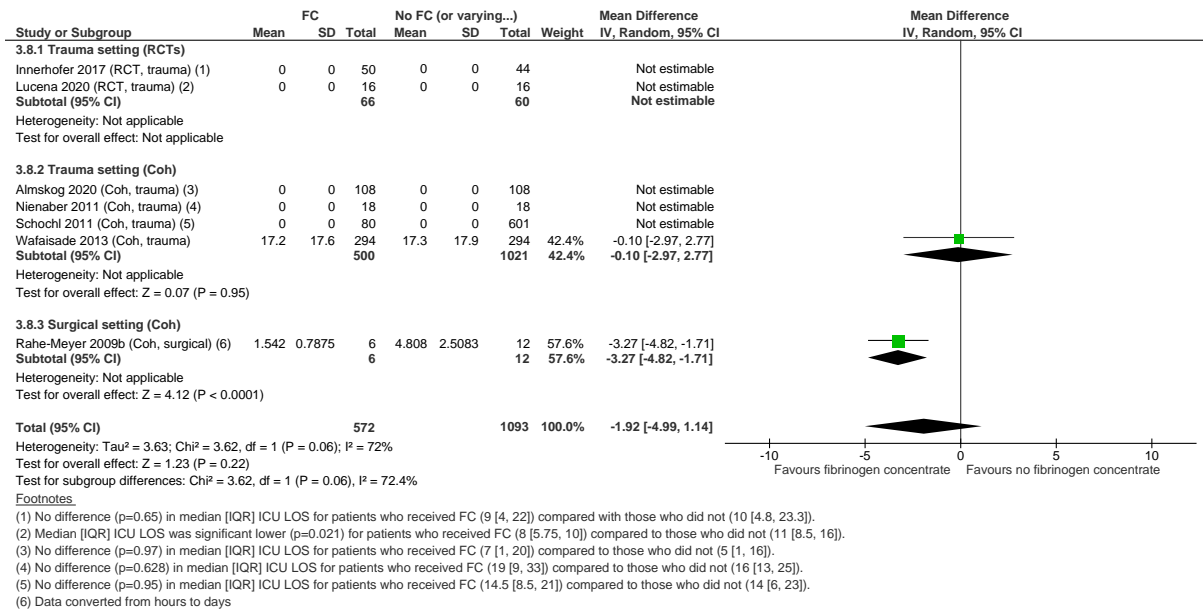 FC No FC (or varying...) Mean Difference Mean Difference
Study or Subgroup Mean SD Total Mean SD Total Weight IV, Random, 95% CI IV, Random, 95% CI
3.8.1 Trauma setting (RCTs)
Innerhofer 2017 (RCT, trauma) (1) 0 0 50 0 0 44 Not estimable
Lucena 2020 (RCT, trauma) (2) 0 0 16 0 0 16 Not estimable
Subtotal (95% CI) 66 60 Not estimable
Heterogeneity: Not applicable
Test for overall effect: Not applicable
3.8.2 Trauma setting (Coh)
Almskog 2020 (Coh, trauma) (3) 0 0 108 0 0 108 Not estimable
Nienaber 2011 (Coh, trauma) (4) 0 0 18 0 0 18 Not estimable
Schochl 2011 (Coh, trauma) (5) 0 0 80 0 0 601 Not estimable
Wafaisade 2013 (Coh, trauma) 17.2 17.6 294 17.3 17.9 294 42.4% -0.10 [-2.97, 2.77]
Subtotal (95% CI) 500 1021 42.4% -0.10 [-2.97, 2.77]
Heterogeneity: Not applicable
Test for overall effect: Z = 0.07 (P = 0.95)
3.8.3 Surgical setting (Coh)
Rahe-Meyer 2009b (Coh, surgical) (6) 1.542 0.7875 6 4.808 2.5083 12 57.6% -3.27 [-4.82, -1.71]
Subtotal (95% CI) 6 12 57.6% -3.27 [-4.82, -1.71]
Heterogeneity: Not applicable
Test for overall effect: Z = 4.12 (P < 0.0001)
Total (95% CI) 572 1093 100.0% -1.92 [-4.99, 1.14]
Heterogeneity: Tau² = 3.63; Chi² = 3.62, df = 1 (P = 0.06); I² = 72%
Test for overall effect: Z = 1.23 (P = 0.22)
Test for subgroup differences: Chi² = 3.62, df = 1 (P = 0.06), I² = 72.4%
-10 -5 0 5 10
Favours fibrinogen concentrate Favours no fibrinogen concentrate
Footnotes
(1) No difference (p=0.65) in median [IQR] ICU LOS for patients who received FC (9 [4, 22]) compared with those who did not (10 [4.8, 23.3]).
(2) Median [IQR] ICU LOS was significant lower (p=0.021) for patients who received FC (8 [5.75, 10]) compared to those who did not (11 [8.5, 16]).
(3) No difference (p=0.97) in median [IQR] ICU LOS for patients who received FC (7 [1, 20]) compared to those who did not (5 [1, 16]).
(4) No difference (p=0.628) in median [IQR] ICU LOS for patients who received FC (19 [9, 33]) compared to those who did not (16 [13, 25]).
(5) No difference (p=0.95) in median [IQR] ICU LOS for patients who received FC (14.5 [8.5, 21]) compared to those who did not (14 [6, 23]).
(6) Data converted from hours to days